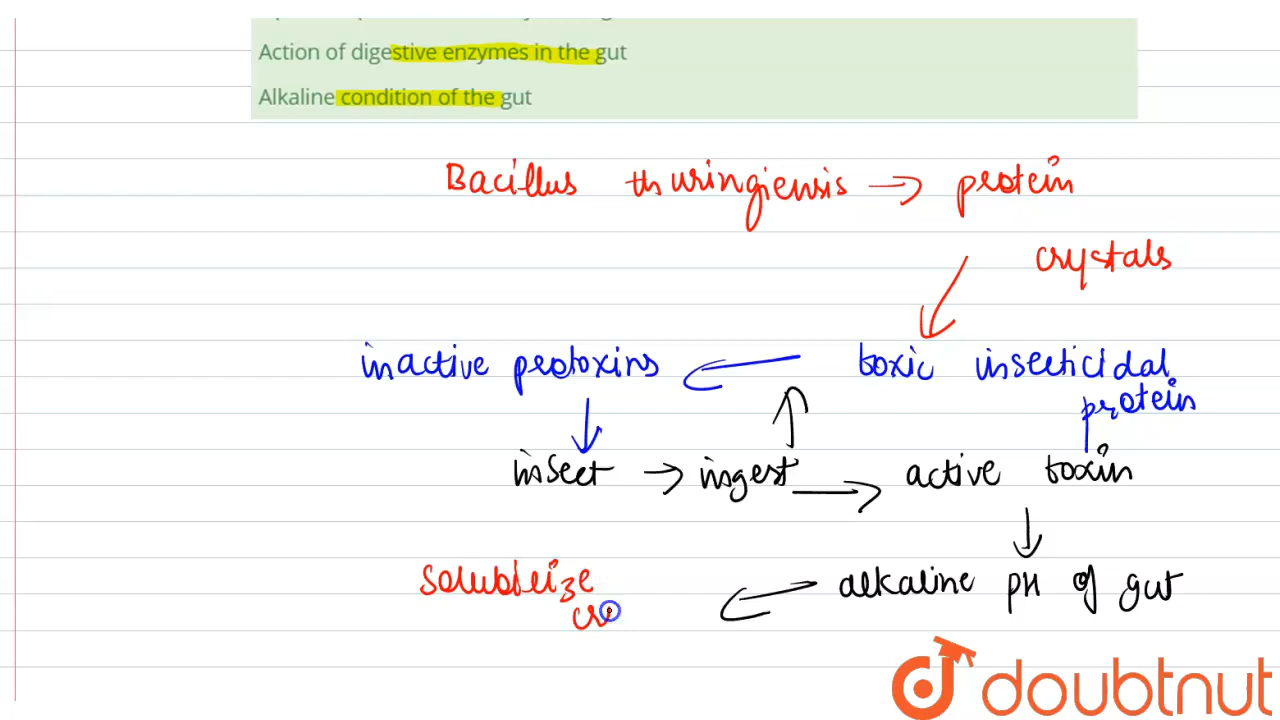 Action of digestive enzymes in the gut
Alkaline condition of the gut
Bacillus thuringiensis → protein
crystals
inactive protoxins ← toxic insecticidal
protein
insect → ingest → active toxin
solubleize ← alkaline pH of gut
cr
doubtnut